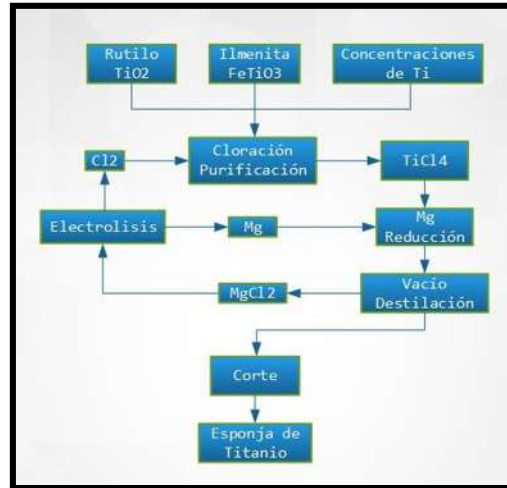 Rutilo
TiO2
Ilmenita
FeTiO3
Concentraciones
de Ti
Cl2
Cloración
Purificación
TiCl4
Electrolisis
Mg
Mg
Reducción
MgCl2
Vacio
Destilación
Corte
Esponja de
Titanio